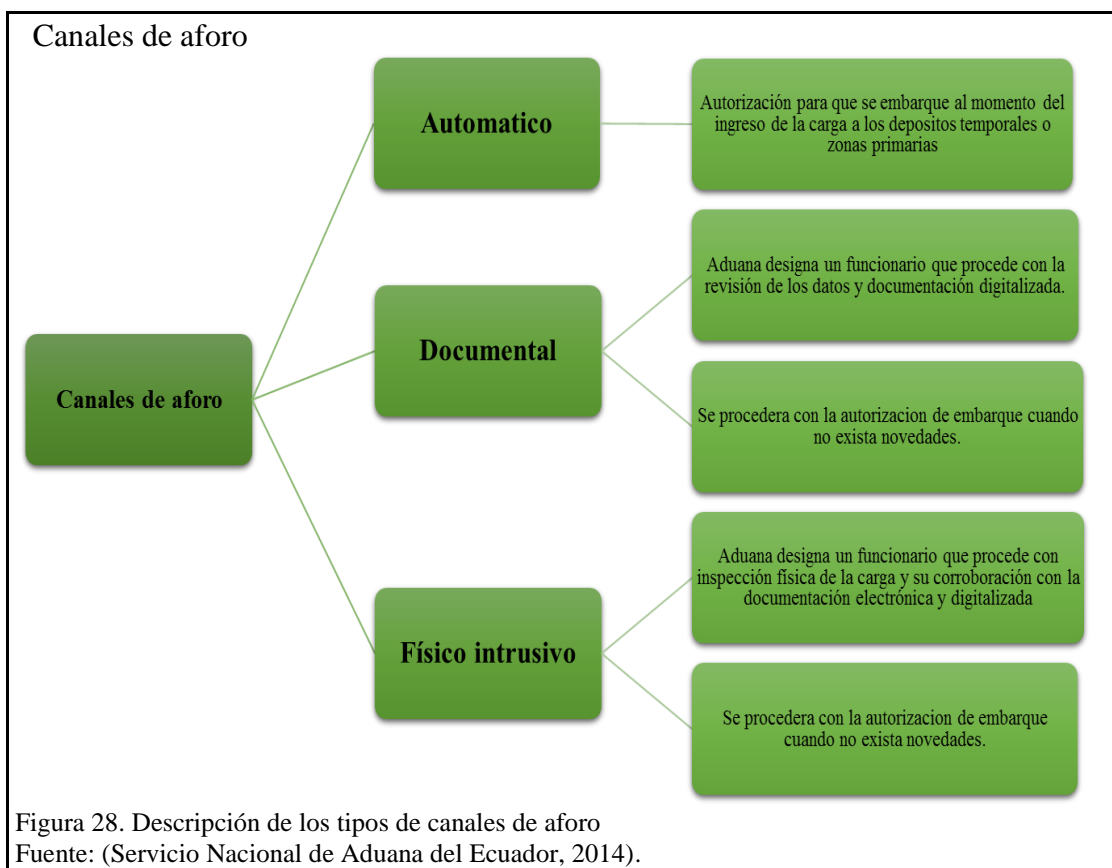 Canales de aforo
Canales de aforo
Automatico
Autorización para que se embarque al momento del
ingreso de la carga a los depositos temporales o
zonas primarias
Documental
Aduana designa un funcionario que procede con la
revisión de los datos y documentación digitalizada.
Se procedera con la autorizacion de embarque cuando
no exista novedades.
Físico intrusivo
Aduana designa un funcionario que procede con
inspección física de la carga y su corroboración con la
documentación electrónica y digitalizada
Se procedera con la autorizacion de embarque
cuando no exista novedades.
Figura 28. Descripción de los tipos de canales de aforo
Fuente: (Servicio Nacional de Aduana del Ecuador, 2014).